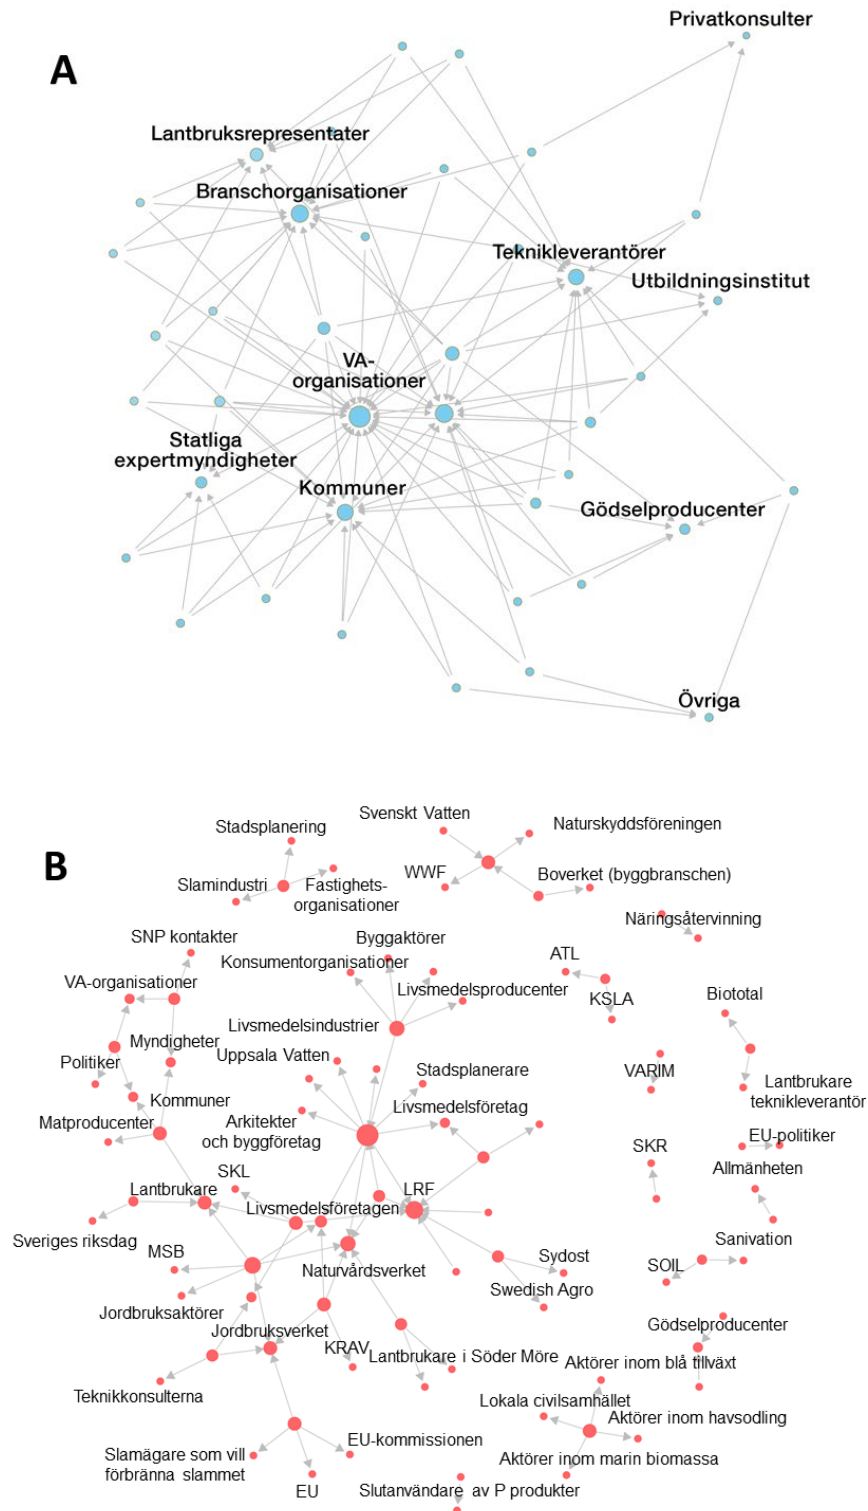 A
Privatkonsulter
Lantbruksrepresentater
Branschorganisationer
Teknikleverantörer
Utbildningsinstitut
VA-
organisationer
Statliga
expertmyndigheter
Kommuner
Gödselproducenter
Övriga
B
Svenskt Vatten
Stadsplanering
Naturskyddsföreningen
WWF
Boverket (byggbranschen)
Slamindustri
Fastighets-
organisationer
Näringsåtervinning
SNP kontakter
Byggaktörer
Konsumentorganisationer
ATL
VA-organisationer
Livsmedelsproducenter
KSLA
Biototal
Livsmedelsindustrier
Myndigheter
Uppsala Vatten
Politiker
Stadsplanerare
VARIM
Lantbrukare
teknikleverantör
Kommuner
Livsmedelsföretag
Matproducenter
Arkitekter
och byggföretag
EU-politiker
SKR
Allmänheten
SKL
Lantbrukare
LRF
Livsmedelsföretagen
Sveriges riksdag
Sanivation
MSB
Naturvårdsverket
Sydost
SOIL
Swedish Agro
Jordbruksaktörer
Gödselproducenter
Jordbruksverket
KRAV
Lantbrukare i Söder Möre
Aktörer inom blå tillväxt
Teknikkonsulterna
Lokala civilsamhället
Aktörer inom havsodling
EU-kommissionen
Slamägare som vill
förbränna slammet
Aktörer inom marin biomassa
EU
Slutanvändare av P produkter